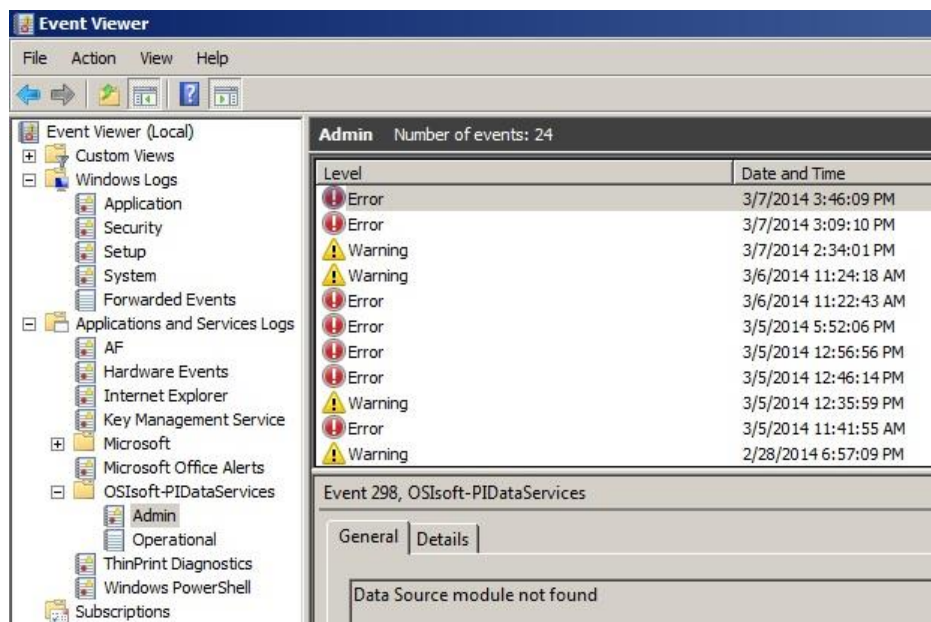 Event Viewer
File Action View Help
Event Viewer (Local)
Custom Views
Windows Logs
Application
Security
Setup
System
Forwarded Events
Applications and Services Logs
AF
Hardware Events
Internet Explorer
Key Management Service
Microsoft
Microsoft Office Alerts
OSIsoft-PIDataServices
Admin
Operational
ThinPrint Diagnostics
Windows PowerShell
Subscriptions
Admin Number of events: 24
Level Date and Time
Error 3/7/2014 3:46:09 PM
Error 3/7/2014 3:09:10 PM
Warning 3/7/2014 2:34:01 PM
Warning 3/6/2014 11:24:18 AM
Error 3/6/2014 11:22:43 AM
Error 3/5/2014 5:52:06 PM
Error 3/5/2014 12:56:56 PM
Error 3/5/2014 12:46:14 PM
Warning 3/5/2014 12:35:59 PM
Error 3/5/2014 11:41:55 AM
Warning 2/28/2014 6:57:09 PM
Event 298, OSIsoft-PIDataServices
General Details
Data Source module not found